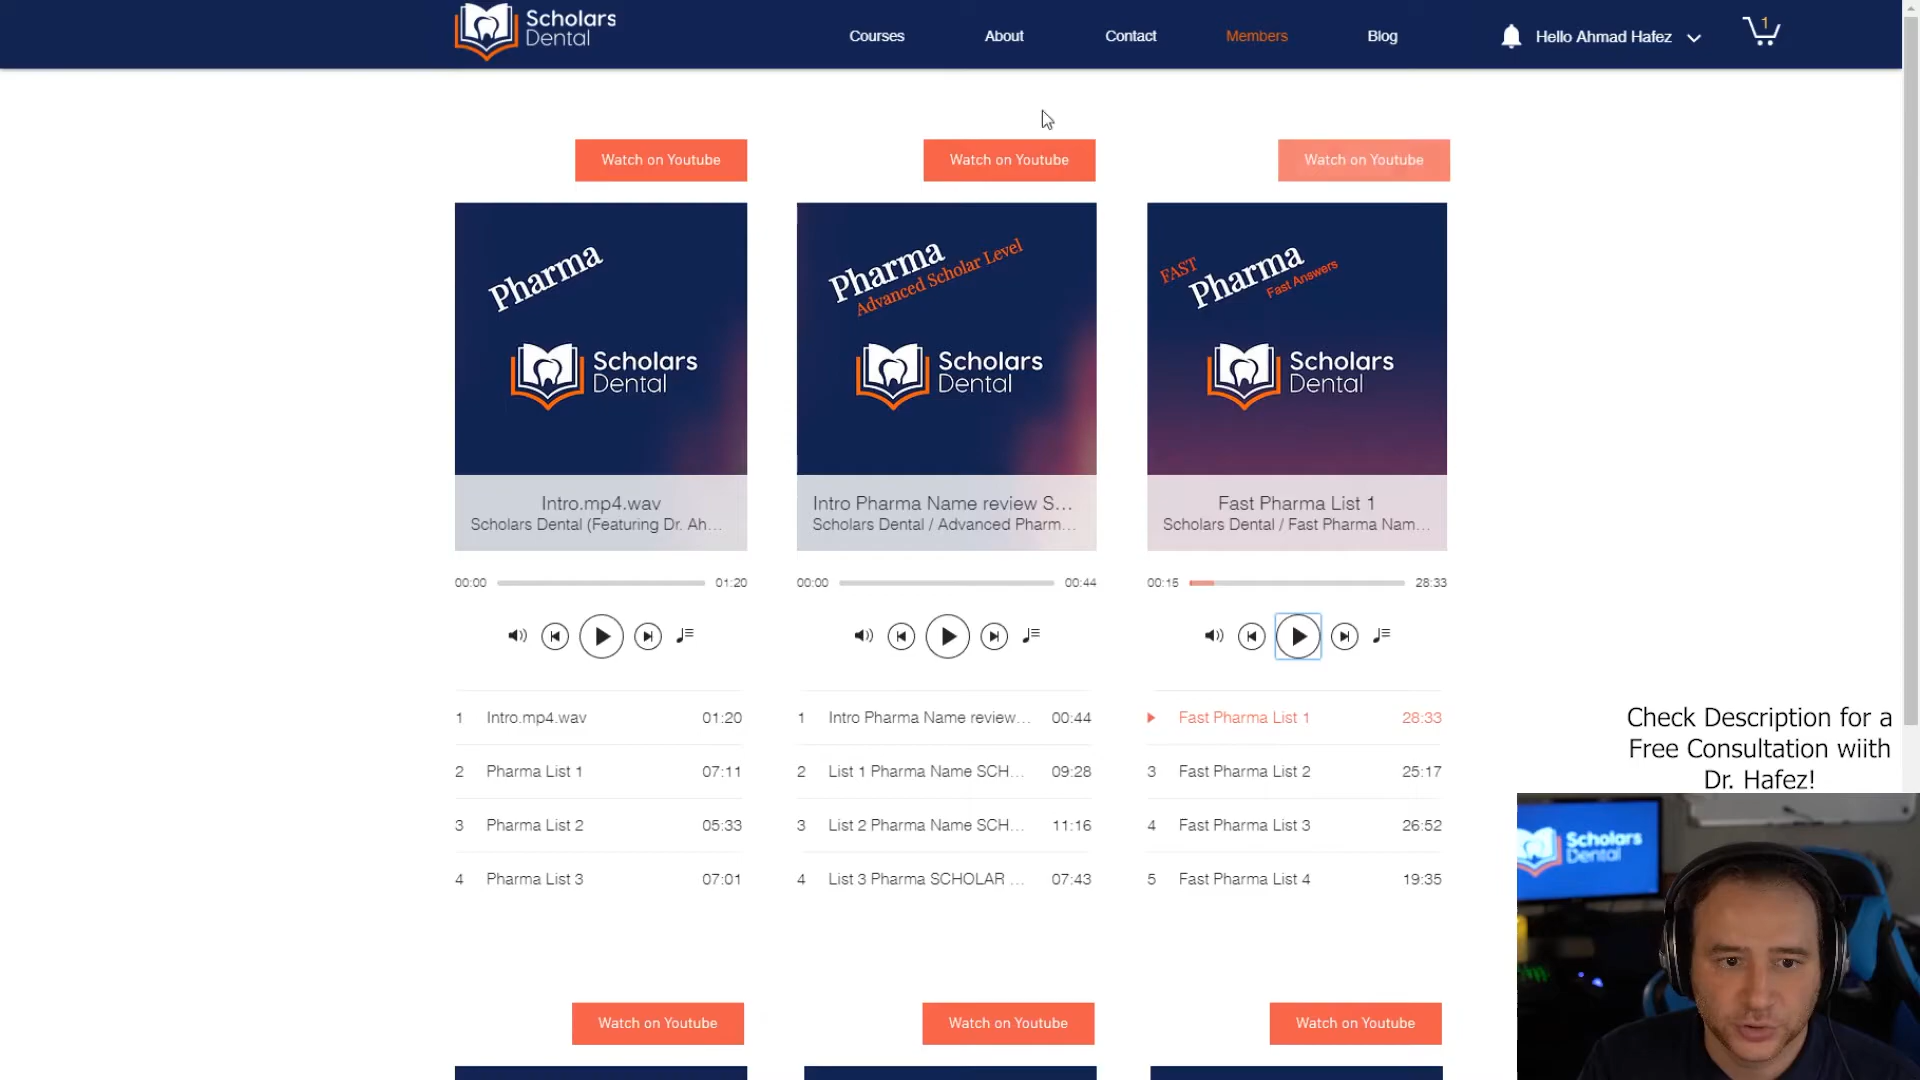 Scholars
Dental
Courses
About
Contact
Members
Blog
Hello Ahmad Hafez
1
Watch on Youtube
Watch on Youtube
Watch on Youtube
Pharma
Scholars
Dental
Pharma
Advanced Scholar Level
Scholars
Dental
FAST
Pharma
Fast Answers
Scholars
Dental
Intro.mp4.wav
Scholars Dental (Featuring Dr. Ah...
Intro Pharma Name review S...
Scholars Dental / Advanced Pharm...
Fast Pharma List 1
Scholars Dental / Fast Pharma Nam...
00:00
01:20
00:00
00:44
00:15
28:33
1 Intro.mp4.wav 01:20
2 Pharma List 1 07:11
3 Pharma List 2 05:33
4 Pharma List 3 07:01
1 Intro Pharma Name review... 00:44
2 List 1 Pharma Name SCH... 09:28
3 List 2 Pharma Name SCH... 11:16
4 List 3 Pharma SCHOLAR ... 07:43
Fast Pharma List 1 28:33
3 Fast Pharma List 2 25:17
4 Fast Pharma List 3 26:52
5 Fast Pharma List 4 19:35
Check Description for a
Free Consultation wiith
Dr. Hafez!
Scholars
Dental
Watch on Youtube
Watch on Youtube
Watch on Youtube